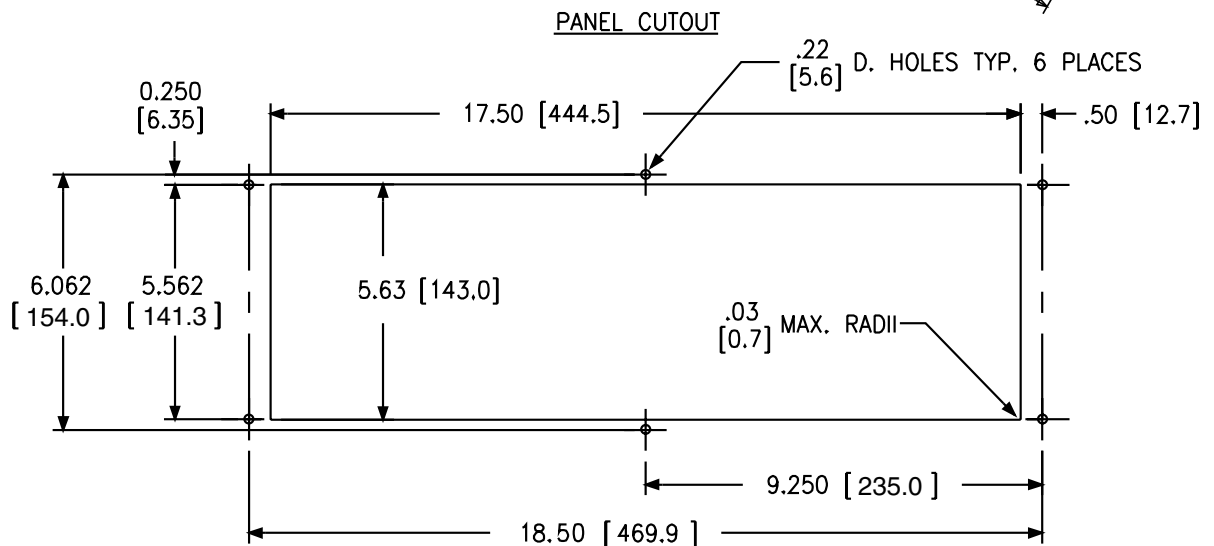 PANEL CUTOUT
.22
[5.6] D. HOLES TYP. 6 PLACES
0.250
[6.35]
17.50 [444.5]
.50 [12.7]
6.062
[ 154.0 ]
5.562
[ 141.3 ]
5.63 [143.0]
.03
[0.7] MAX. RADII
9.250 [ 235.0 ]
18.50 [ 469.9 ]